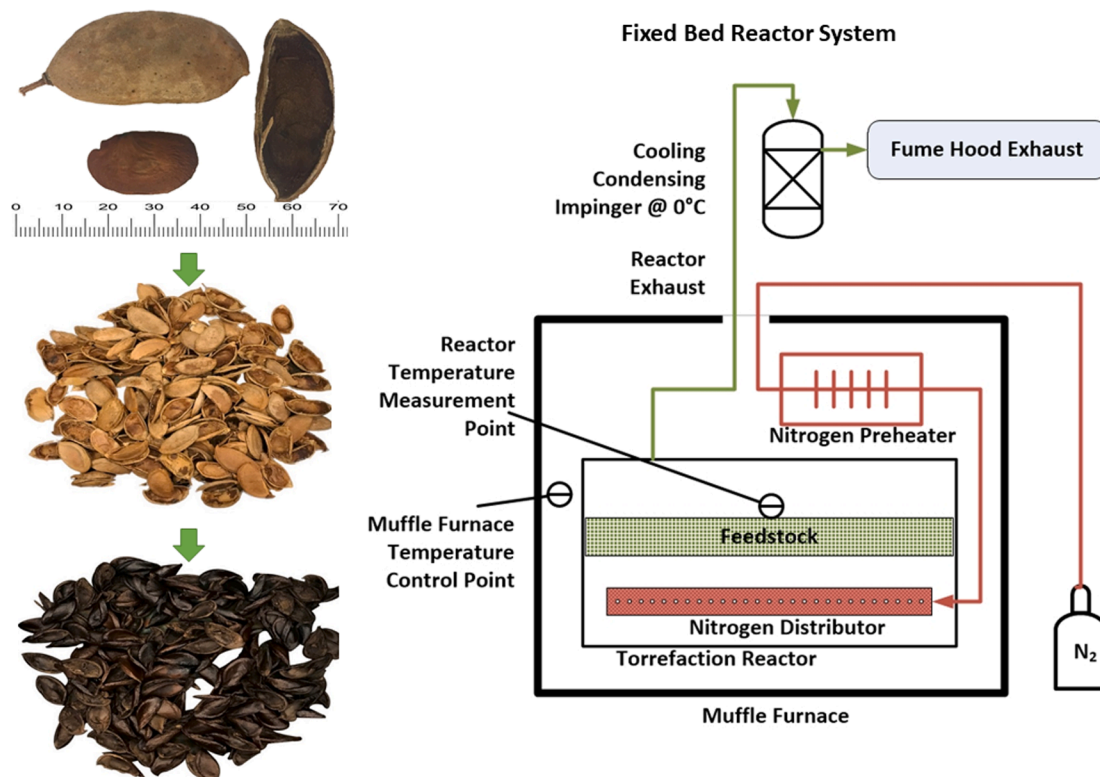 Fixed Bed Reactor System
0 10 20 30 40 50 60 70
Cooling
Condensing
Impinger @ 0°C
Fume Hood Exhaust
Reactor
Exhaust
Reactor
Temperature
Measurement
Point
Nitrogen Preheater
Muffle Furnace
Temperature
Control Point
Feedstock
Nitrogen Distributor
Torrefaction Reactor
N₂
Muffle Furnace